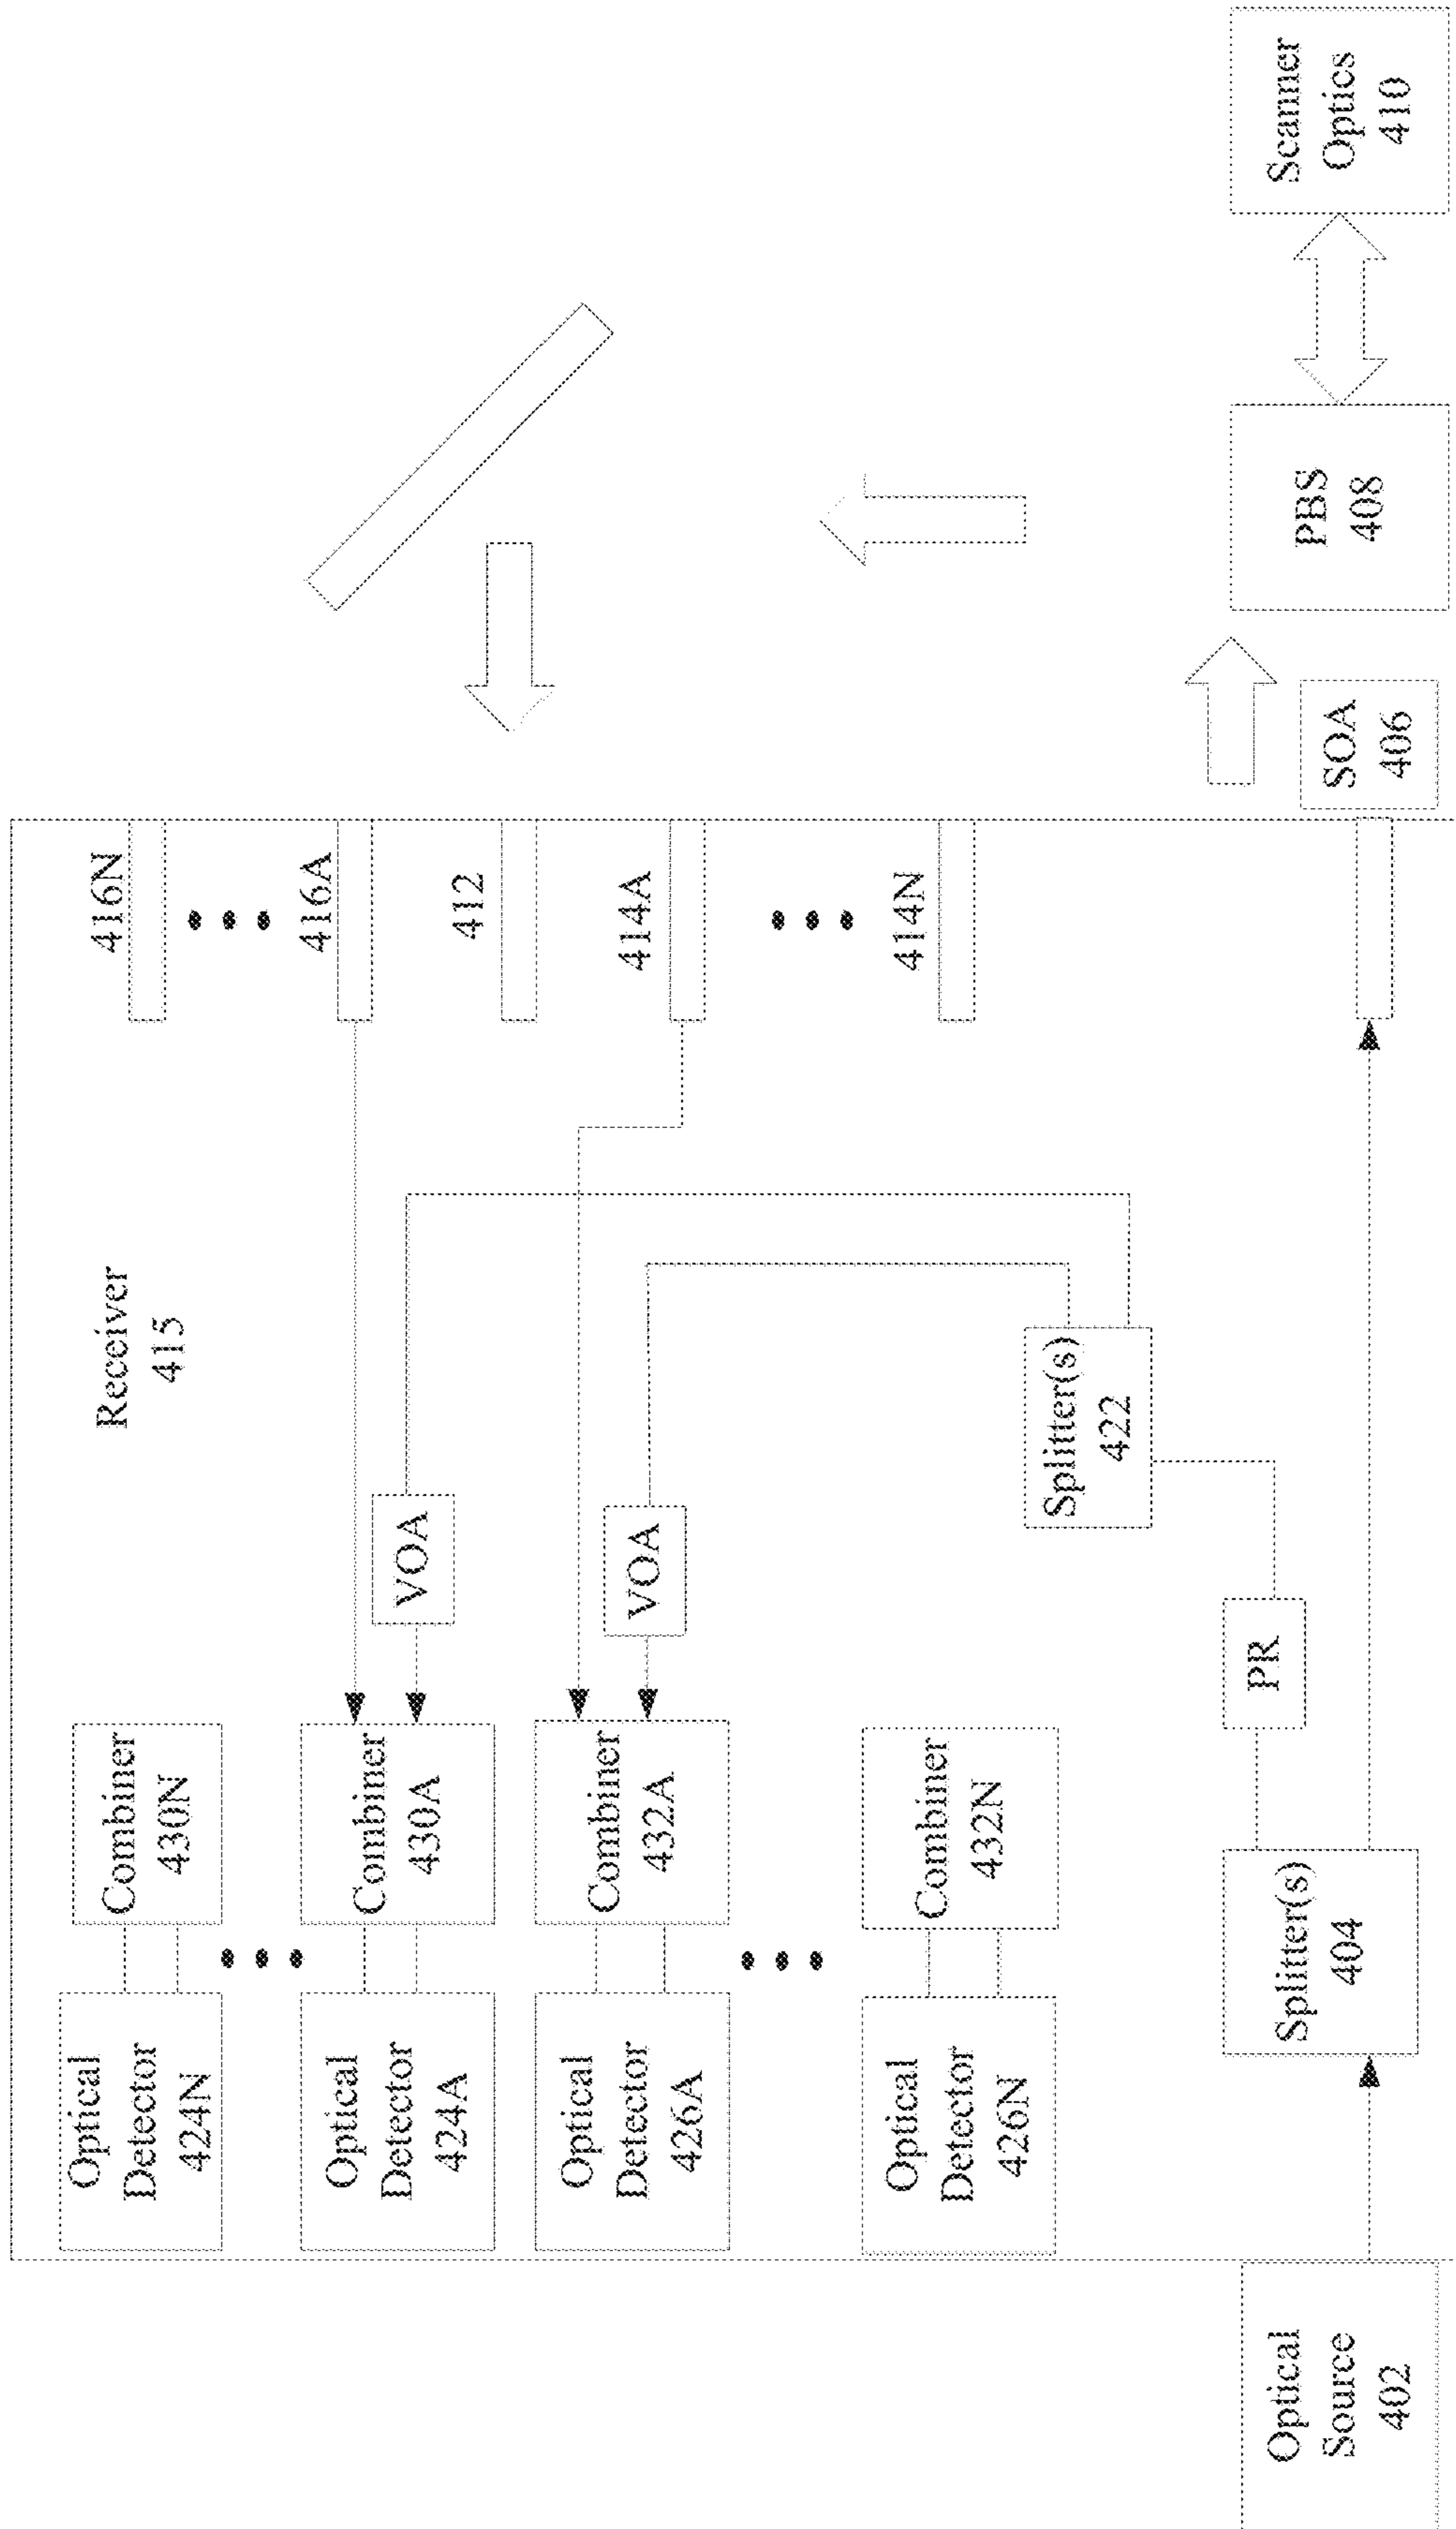 Optical
Detector
424N
Combiner
430N
Receiver
415
416N
Optical
Detector
424A
Combiner
430A
VOA
416A
412
Optical
Detector
426A
Combiner
432A
VOA
414A
Optical
Detector
426N
Combiner
432N
Splitter(s)
422
414N
Optical
Source
402
Splitter(s)
404
PR
SOA
406
PBS
408
Scanner
Optics
410